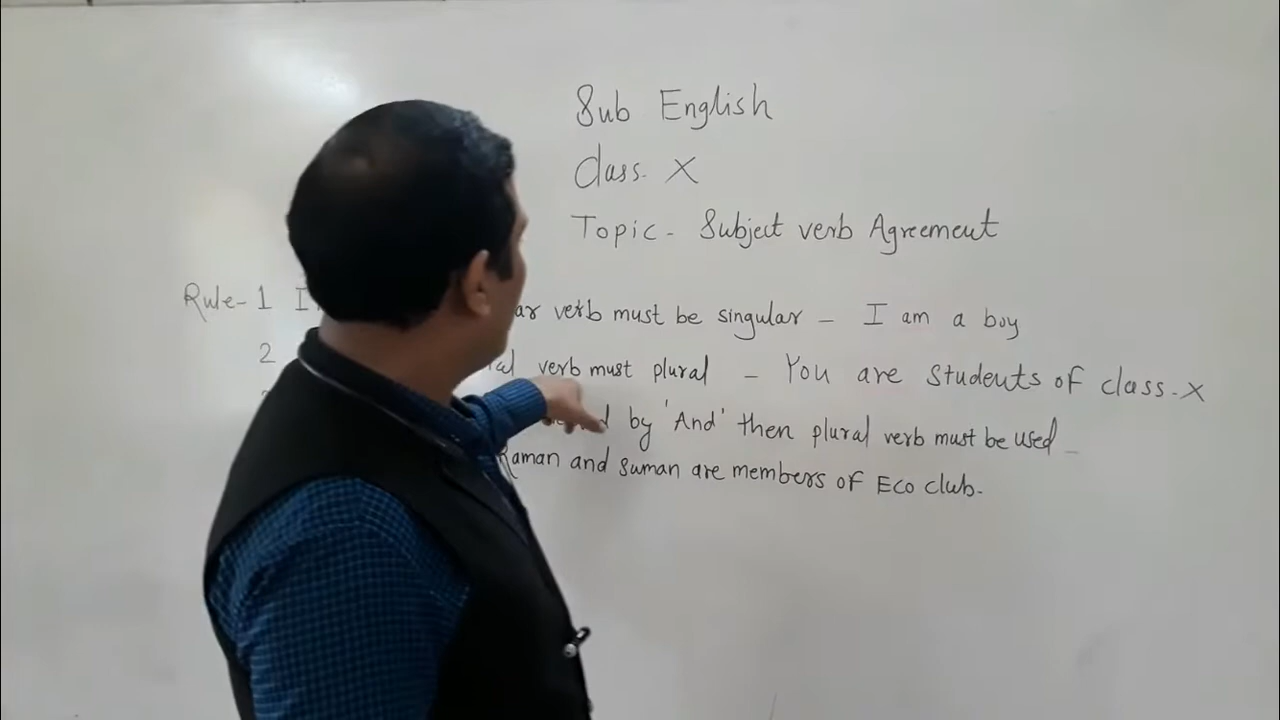 Sub English
Class. X
Topic - Subject verb Agreement
Rule-1 verb must be singular - I am a boy
2 verb must plural - You are students of class.X
by 'And' then plural verb must be used -
Raman and Suman are members of Eco club.